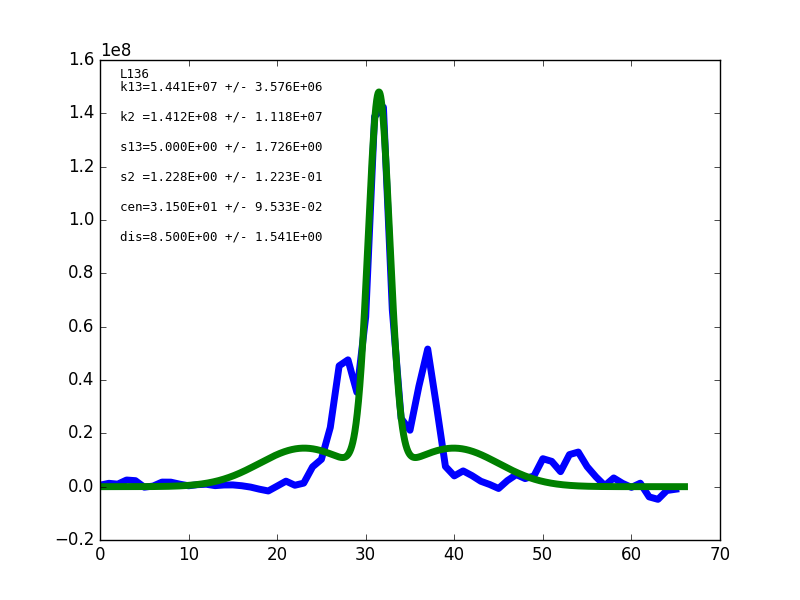 1e8
L136
k13=1.441E+07 +/- 3.576E+06
k2 =1.412E+08 +/- 1.118E+07
s13=5.000E+00 +/- 1.726E+00
s2 =1.228E+00 +/- 1.223E-01
cen=3.150E+01 +/- 9.533E-02
dis=8.500E+00 +/- 1.541E+00
1.6
1.4
1.2
1.0
0.8
0.6
0.4
0.2
0.0
−0.2
0 10 20 30 40 50 60 70